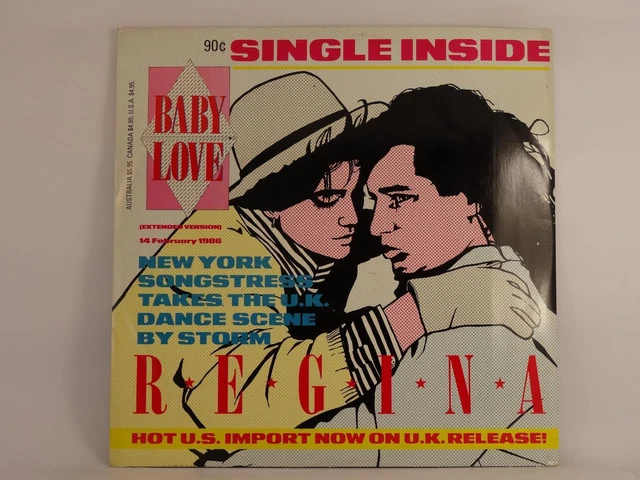 90¢ SINGLE INSIDE
BABY
LOVE
AUSTRALIA $5.95, CANADA $4.95, U.S.A. $4.95
(EXTENDED VERSION)
14 February 1986
NEW YORK
SONGSTRESS
TAKES THE U.K.
DANCE SCENE
BY STORM
R★E★G★I★N★A
HOT U.S. IMPORT NOW ON U.K. RELEASE!